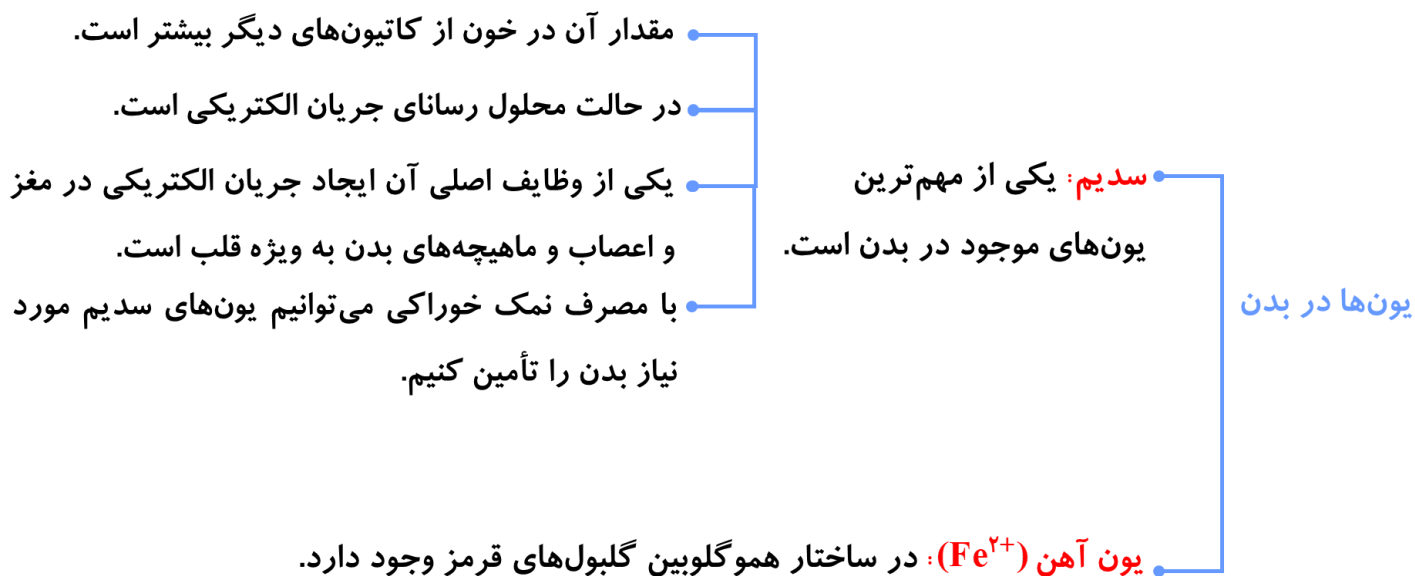 یون‌ها در بدن
سدیم: یکی از مهم‌ترین
یون‌های موجود در بدن است.
مقدار آن در خون از کاتیون‌های دیگر بیشتر است.
در حالت محلول رسانای جریان الکتریکی است.
یکی از وظایف اصلی آن ایجاد جریان الکتریکی در مغز
و اعصاب و ماهیچه‌های بدن به ویژه قلب است.
با مصرف نمک خوراکی می‌توانیم یون‌های سدیم مورد
نیاز بدن را تأمین کنیم.
یون آهن (Fe²⁺): در ساختار هموگلوبین گلبول‌های قرمز وجود دارد.